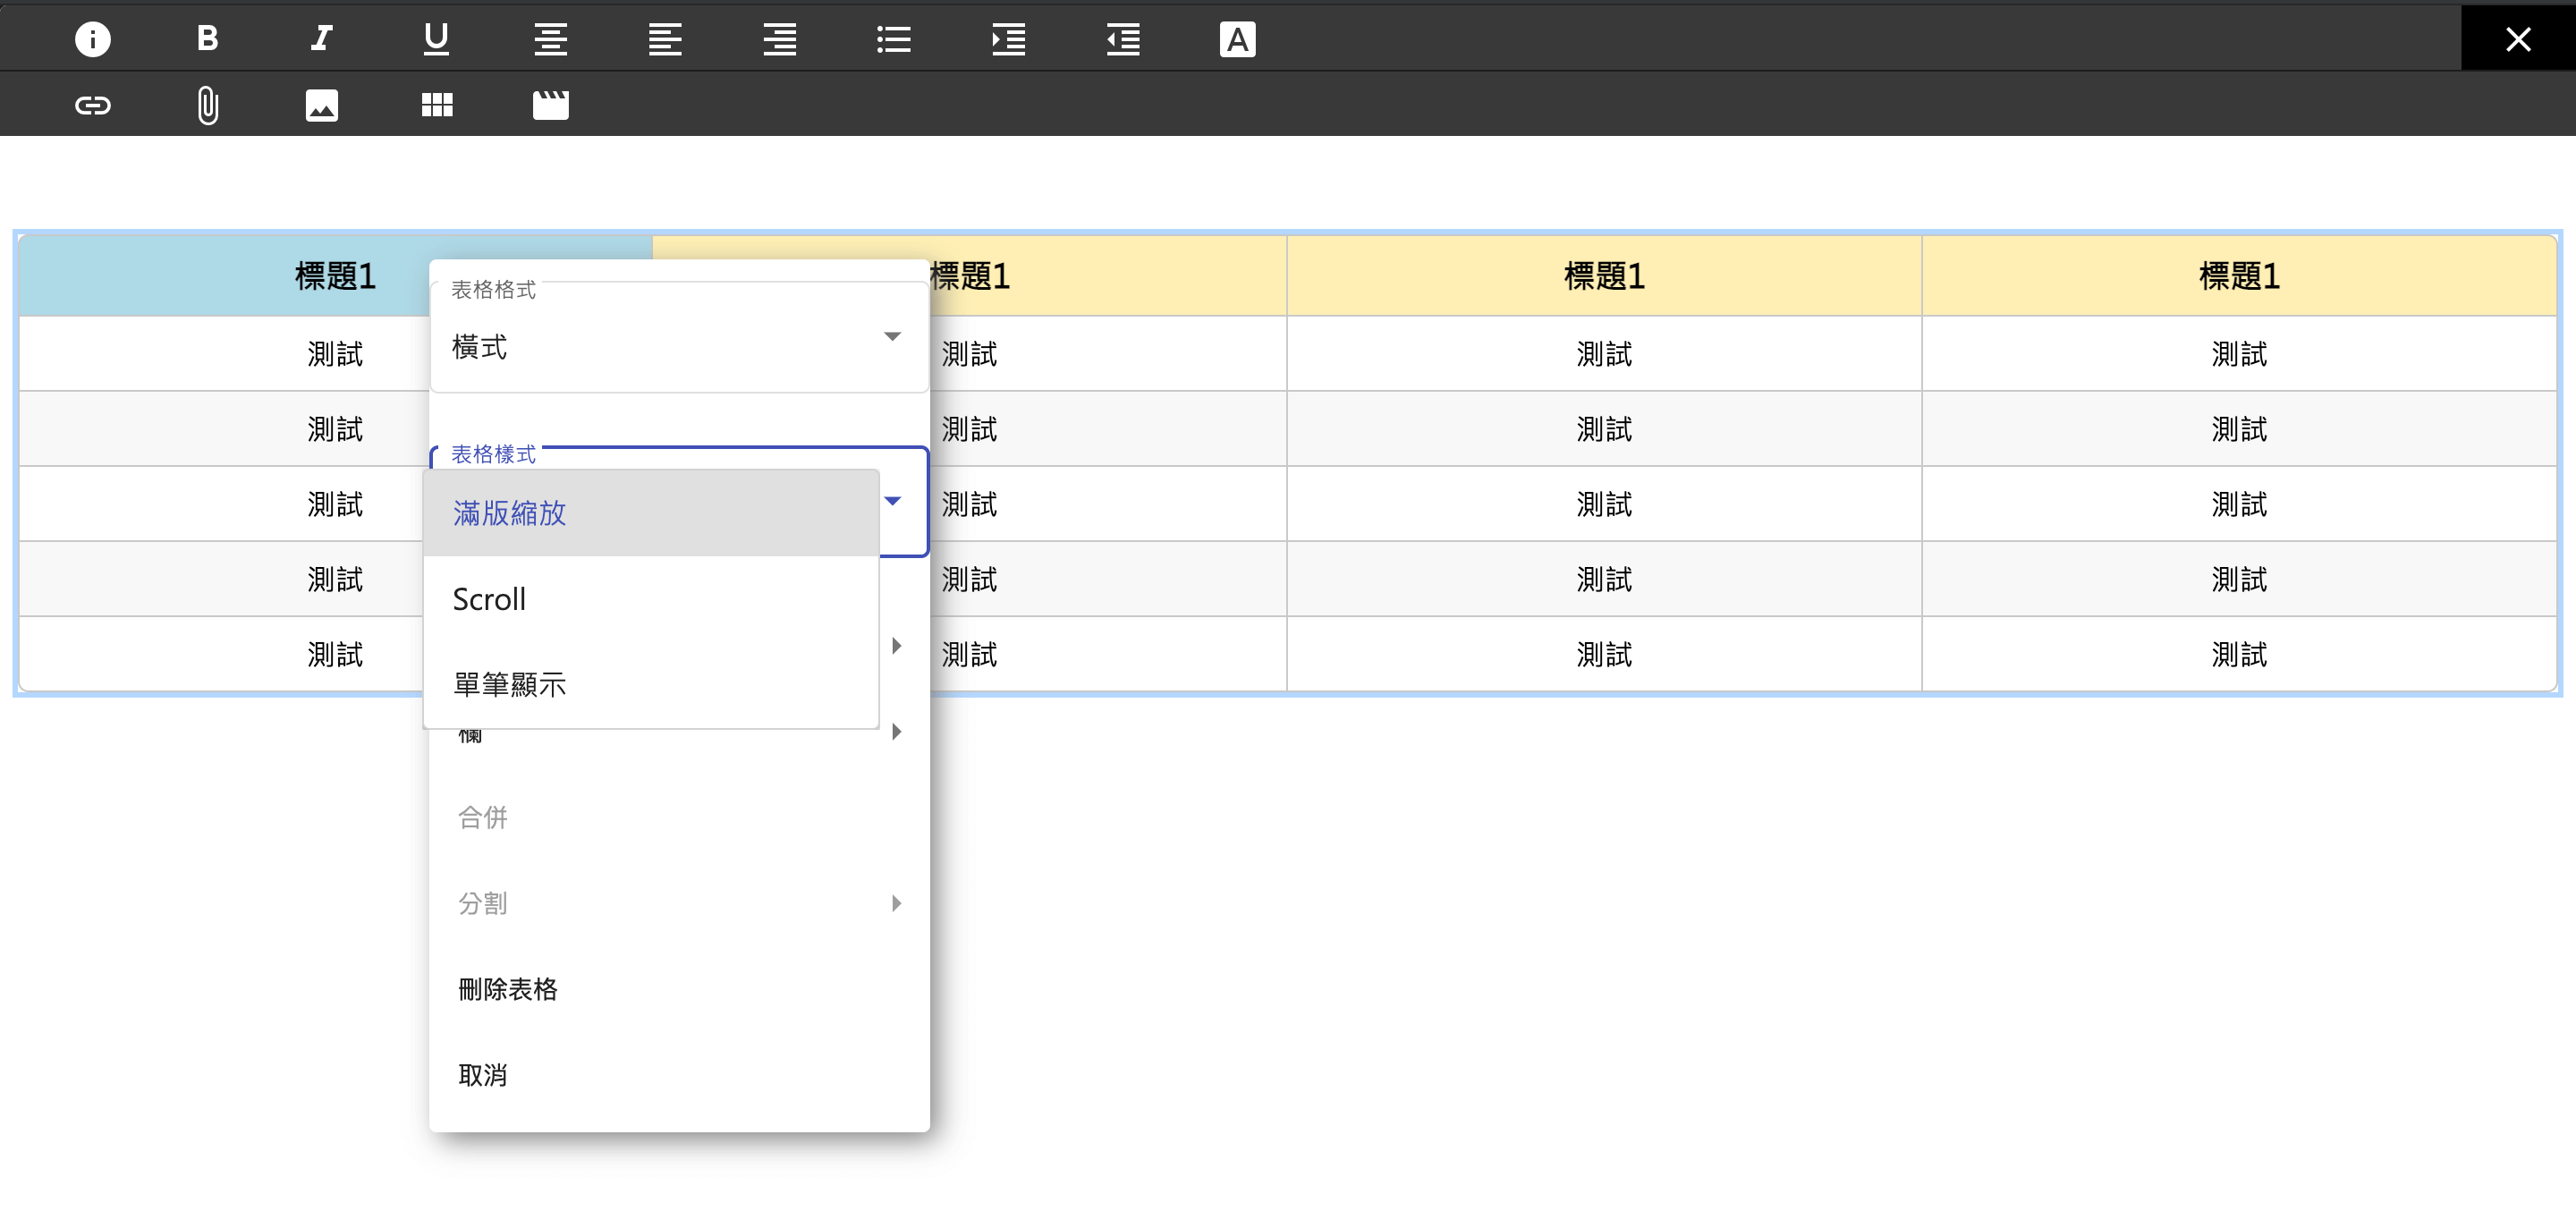 B I U A
標題1 標題1 標題1 標題1
測試 測試 測試 測試
測試 測試 測試 測試
測試 測試 測試 測試
測試 測試 測試 測試
測試 測試 測試 測試
表格格式
橫式
表格樣式
滿版縮放
Scroll
單筆顯示
欄
合併
分割
刪除表格
取消